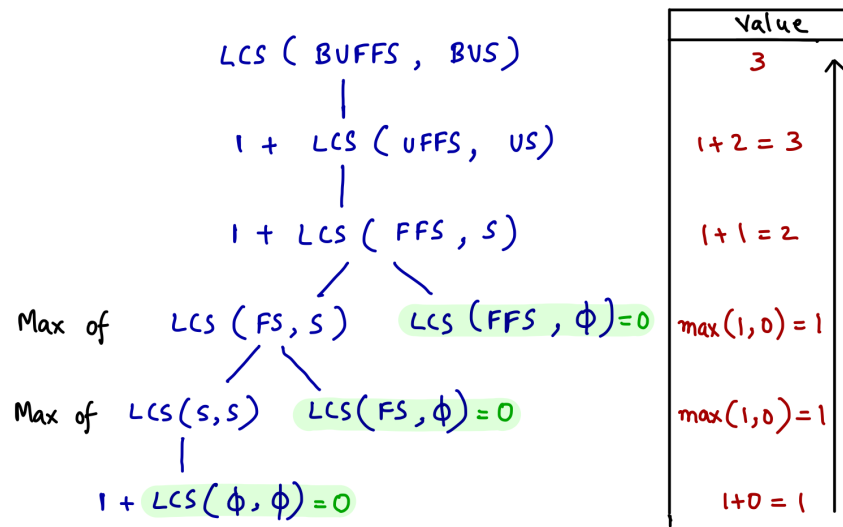 Value
LCS ( BUFFS , BUS) 3
1 + LCS ( UFFS, US) 1+2 = 3
1 + LCS ( FFS , S) 1+1 = 2
Max of LCS (FS, S) LCS (FFS , ϕ) = 0 max(1,0) = 1
Max of LCS(S,S) LCS(FS,ϕ) = 0 max(1,0) = 1
1 + LCS(ϕ, ϕ) = 0 1+0 = 1